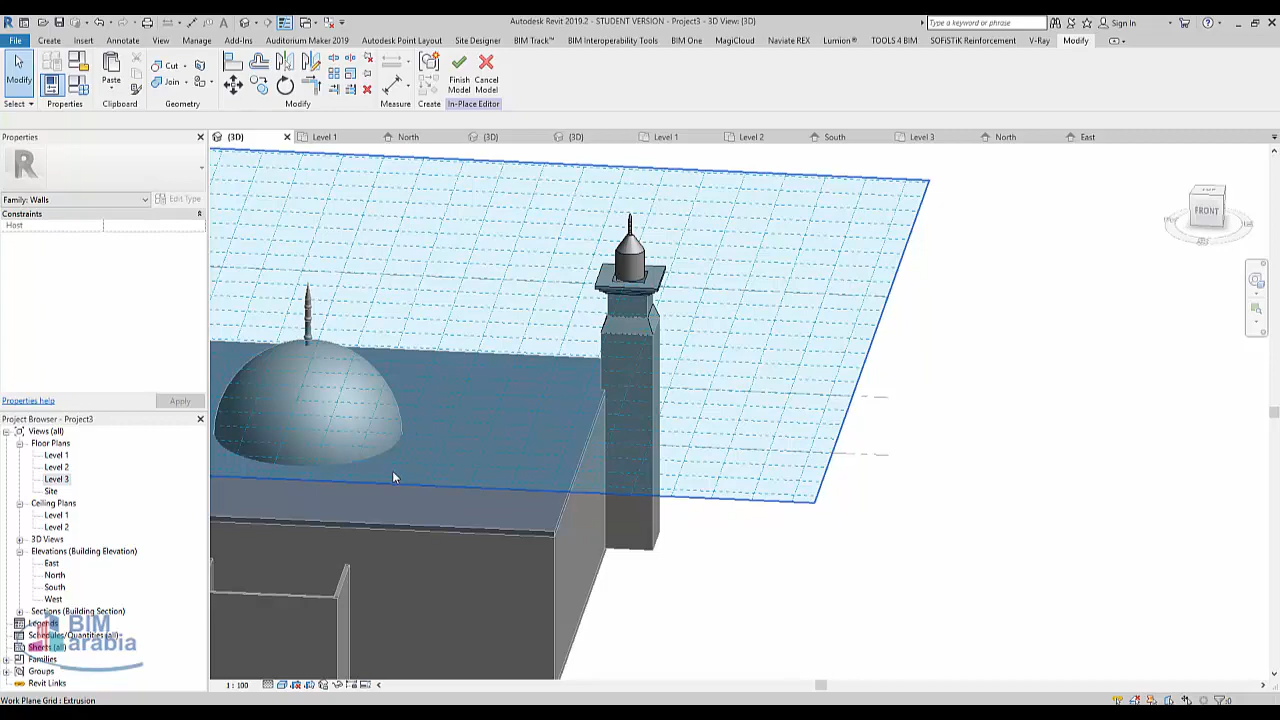 Autodesk Revit 2019.2 - STUDENT VERSION - Project3 - 3D View: {3D}
Type a keyword or phrase
Sign In
File Create Insert Annotate View Manage Add-Ins Auditorium Maker 2019 Autodesk Point Layout Site Designer BIM Track™ BIM Interoperability Tools BIM One MagiCloud Naviate REX Lumion® TOOLS 4 BIM SOFiSTiK Reinforcement V-Ray Modify
Modify
Paste
Cut
Join
Finish Model
Cancel Model
Select Properties Clipboard Geometry Modify Measure Create In-Place Editor
Properties
{3D} Level 1 North {3D} {3D} Level 1 Level 2 South Level 3 North East
Family: Walls
Edit Type
Constraints
Host
Properties help
Apply
TOP
FRONT
Project Browser - Project3
Views (all)
Floor Plans
Level 1
Level 2
Level 3
Site
Ceiling Plans
Level 1
Level 2
3D Views
Elevations (Building Elevation)
East
North
South
West
Sections (Building Section)
Legends
Schedules/Quantities (all)
Sheets (all)
Families
Groups
Revit Links
BIM
arabia
1 : 100
Work Plane Grid : Extrusion
:0